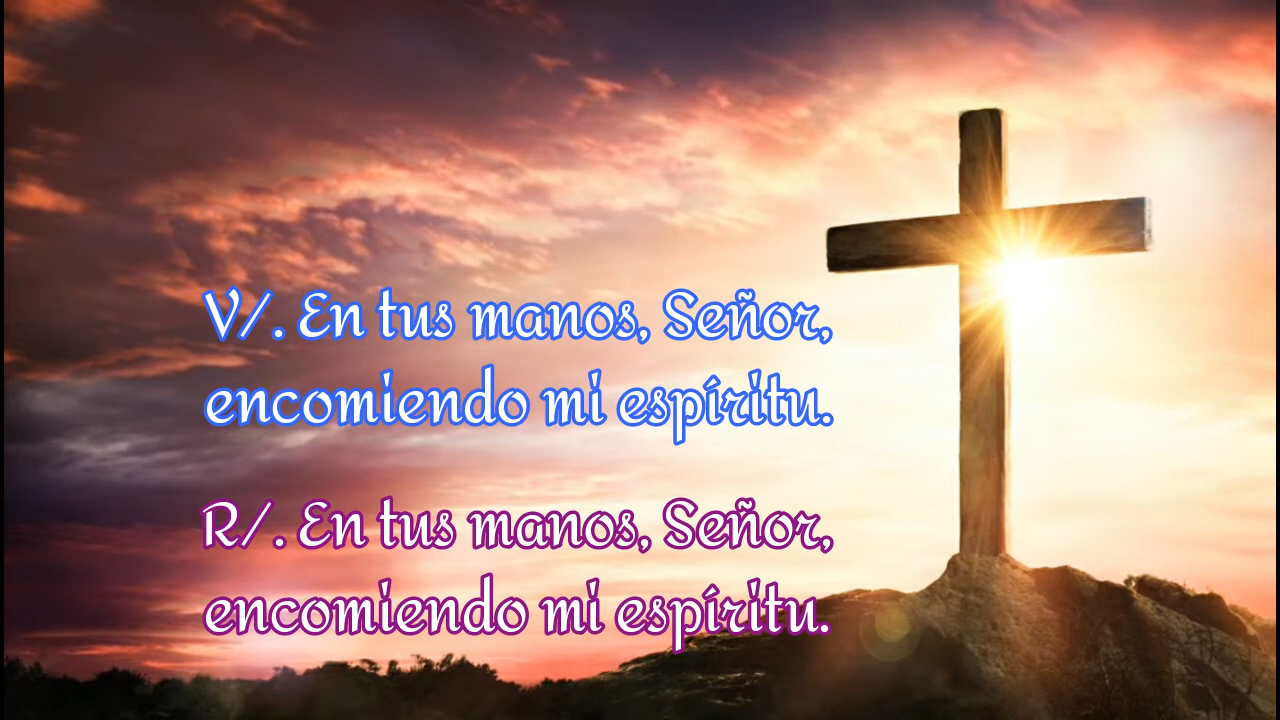 V/. En tus manos, Señor,
encomiendo mi espíritu.
R/. En tus manos, Señor,
encomiendo mi espíritu.